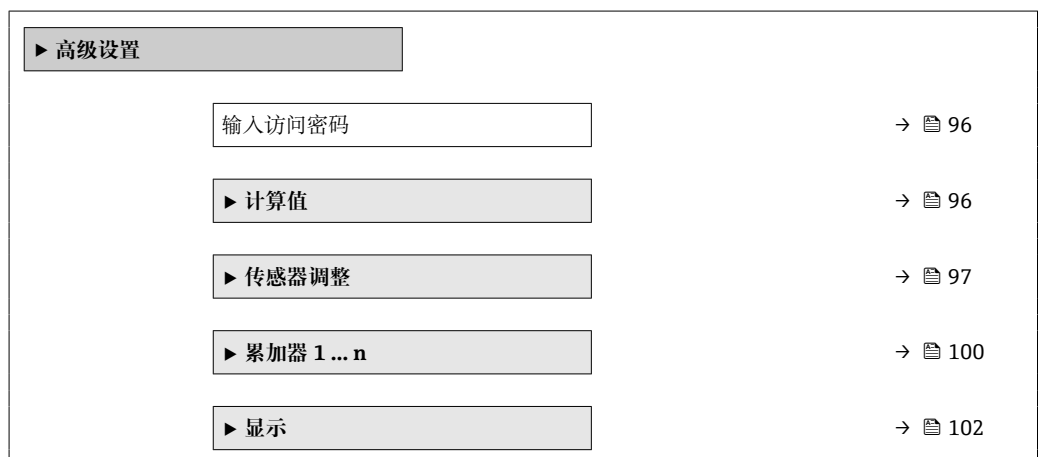 ▶ 高级设置
输入访问密码 → 🖹 96
▶ 计算值 → 🖹 96
▶ 传感器调整 → 🖹 97
▶ 累加器 1 … n → 🖹 100
▶ 显示 → 🖹 102